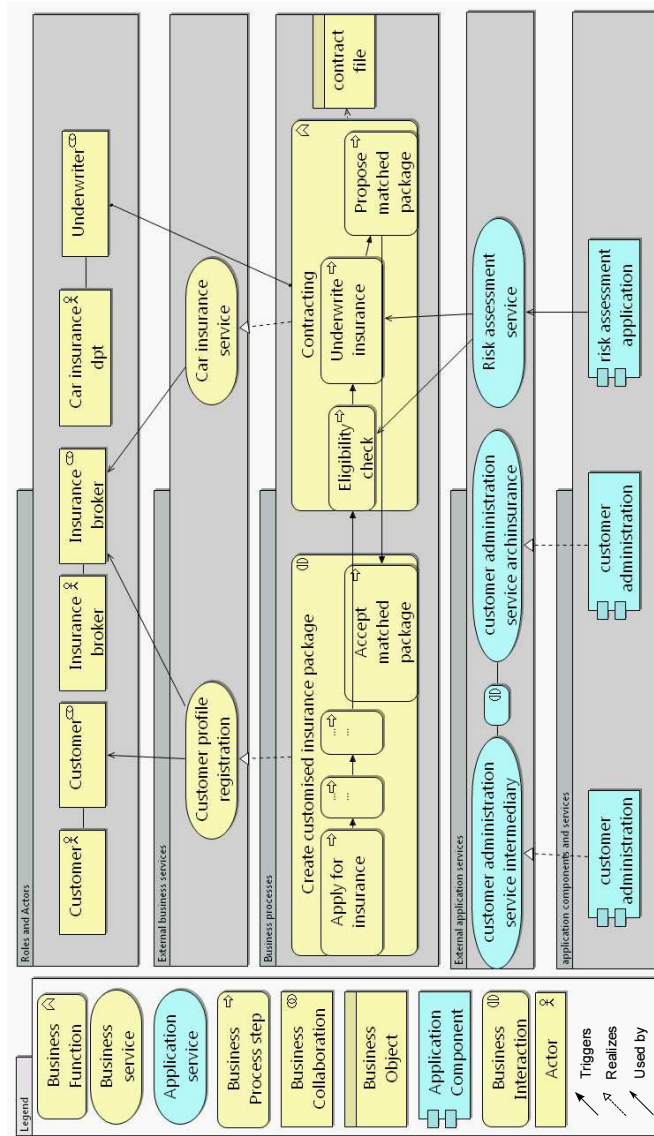 Legend
Business
Function
Business
service
Application
service
Business
Process step
Business
Collaboration
Business
Object
Application
Component
Business
Interaction
Actor
Triggers
Realizes
Used by
Roles and Actors
Customer
Customer
Insurance
broker
Insurance
broker
Car insurance
dpt
Underwriter
External business services
Customer profile
registration
Car insurance
service
Business processes
Create customised insurance package
Apply for
insurance
...
...
Accept
matched
package
Contracting
Eligibility
check
Underwrite
insurance
Propose
matched
package
contract
file
External application services
customer administration
service intermediary
customer administration
service archinsurance
Risk assessment
service
application components and services
customer
administration
customer
administration
risk assessment
application